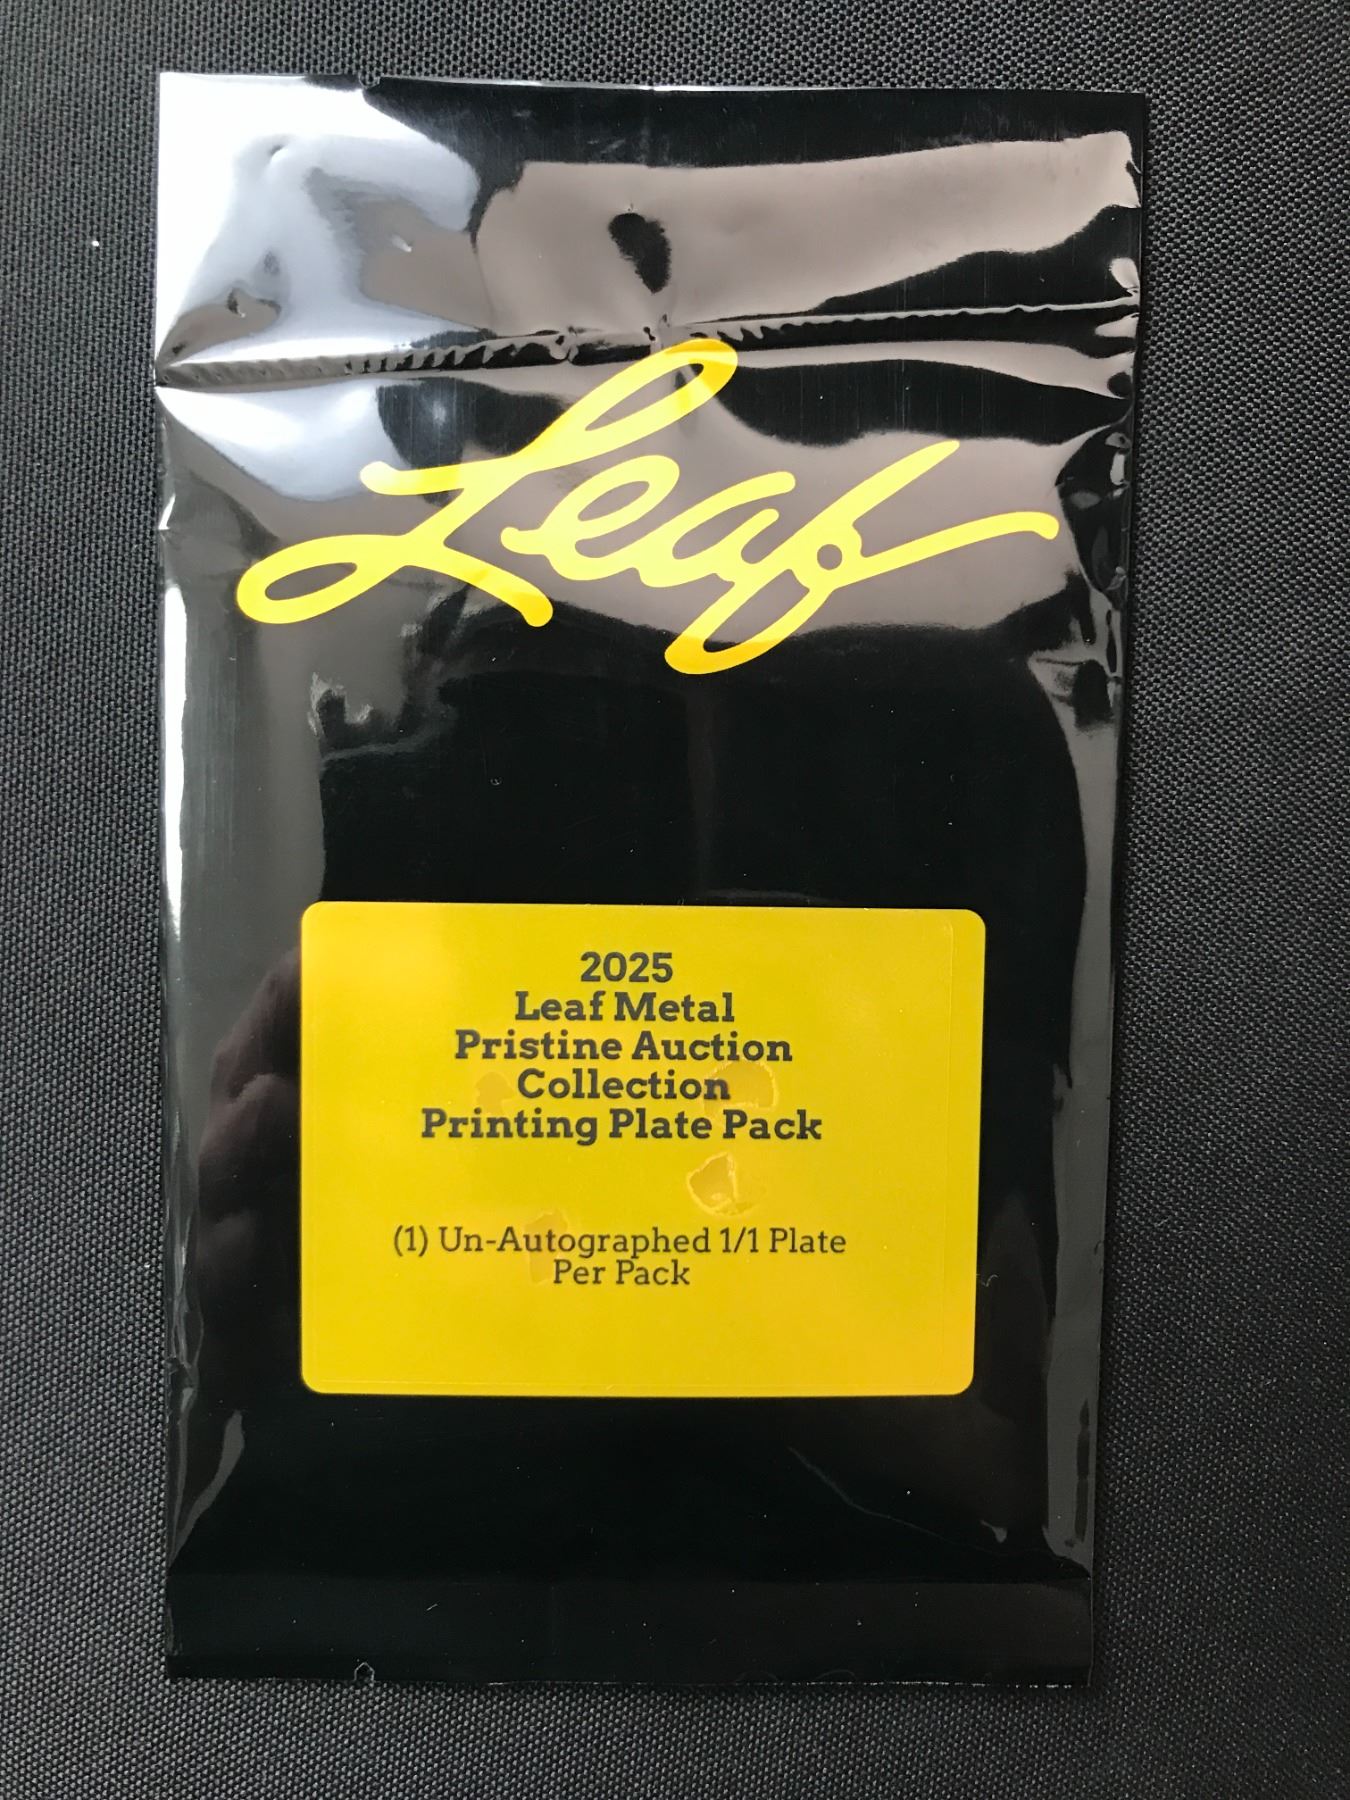 Leaf
2025
Leaf Metal
Pristine Auction
Collection
Printing Plate Pack
(1) Un-Autographed 1/1 Plate
Per Pack